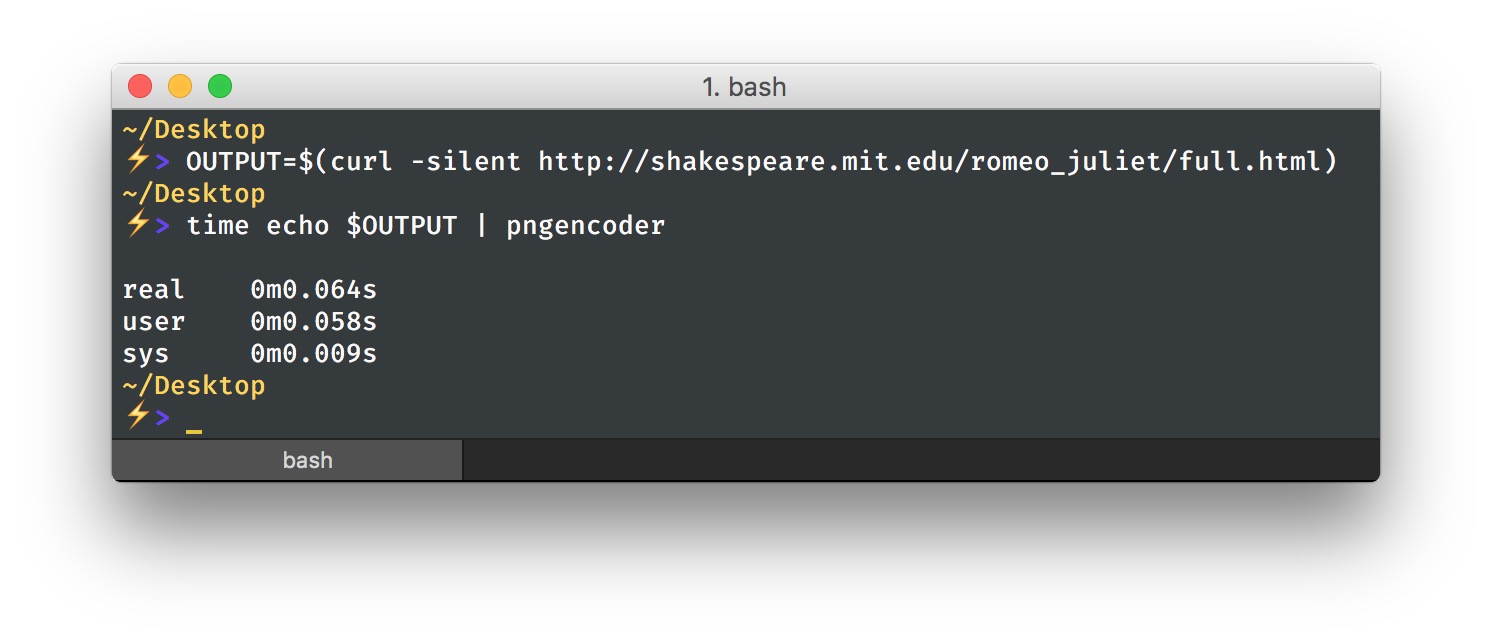 1. bash
~/Desktop
⚡> OUTPUT=$(curl -silent http://shakespeare.mit.edu/romeo_juliet/full.html)
~/Desktop
⚡> time echo $OUTPUT | pngencoder
real 0m0.064s
user 0m0.058s
sys 0m0.009s
~/Desktop
⚡> _
bash